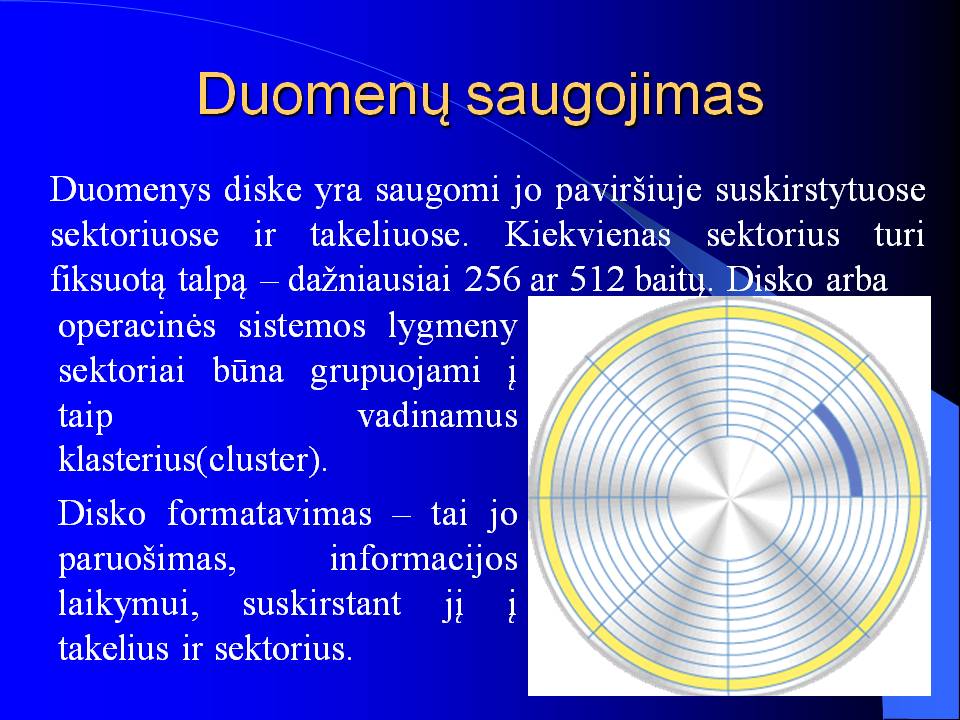 Duomenų saugojimas
Duomenys diske yra saugomi jo paviršiuje suskirstytuose
sektoriuose ir takeliuose. Kiekvienas sektorius turi
fiksuotą talpą – dažniausiai 256 ar 512 baitų. Disko arba
operacinės sistemos lygmeny
sektoriai būna grupuojami į
taip vadinamus
klasterius(cluster).
Disko formatavimas – tai jo
paruošimas, informacijos
laikymui, suskirstant jį į
takelius ir sektorius.